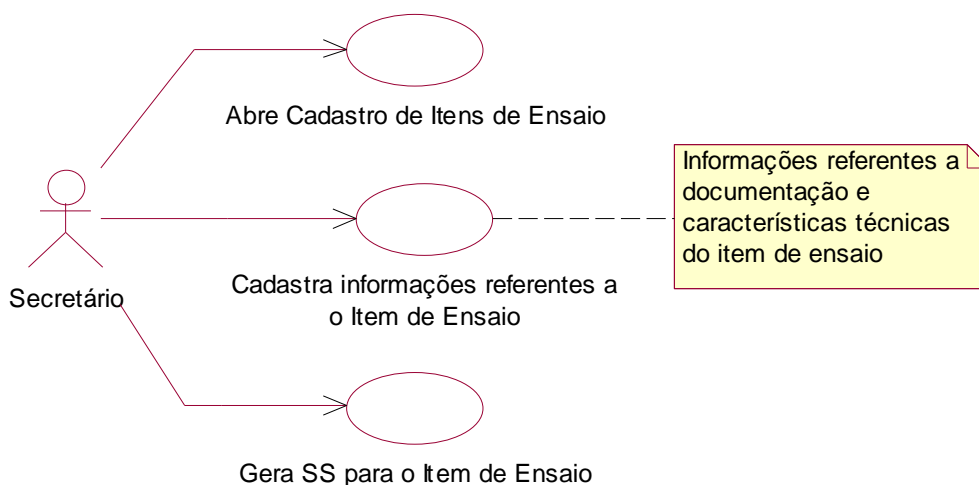 Abre Cadastro de Itens de Ensaio
Informações referentes a
documentação e
características técnicas
do item de ensaio
Secretário
Cadastra informações referentes a
o Item de Ensaio
Gera SS para o Item de Ensaio